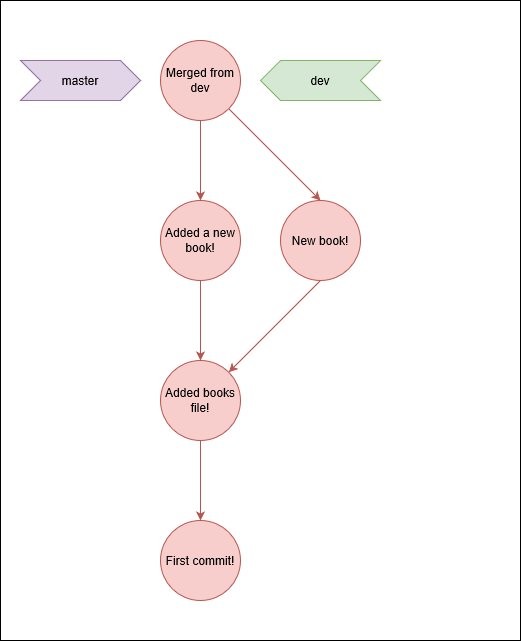 master
Merged from
dev
dev
Added a new
book!
New book!
Added books
file!
First commit!